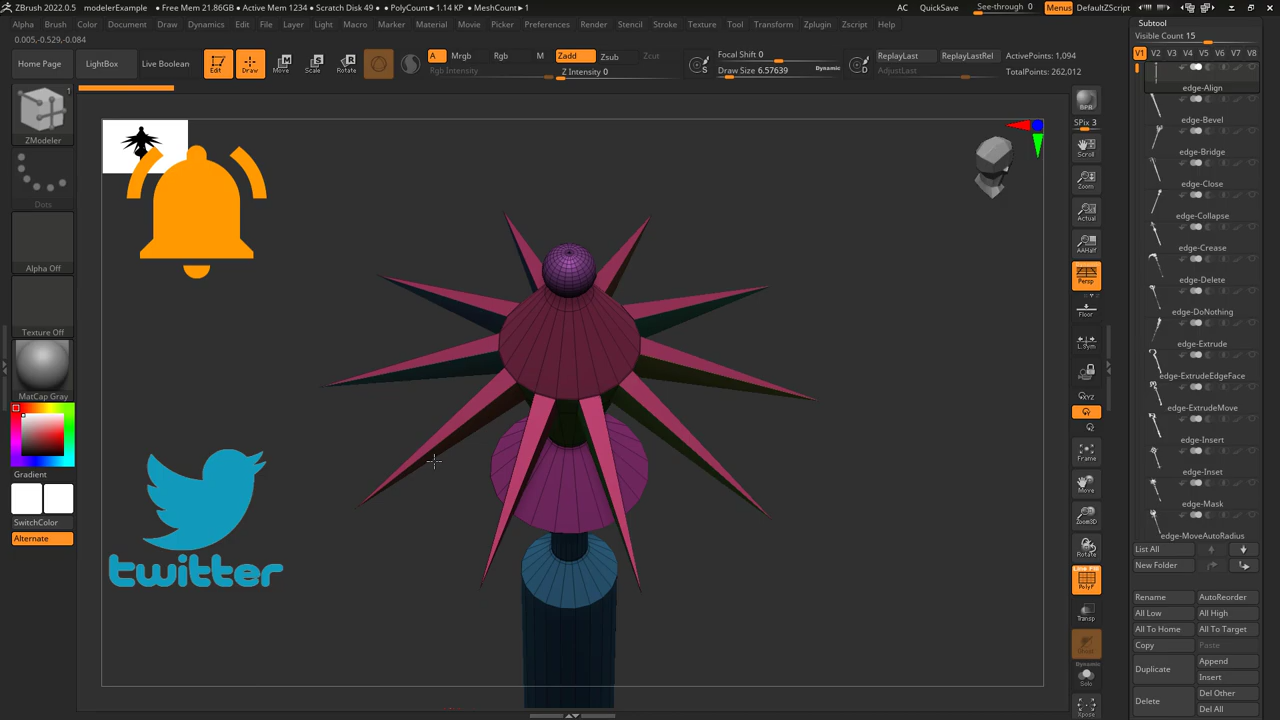 ZBrush 2022.0.5 modelerExample • Free Mem 21.86GB • Active Mem 1234 • Scratch Disk 49 • PolyCount▸1.14 KP • MeshCount▸1 AC QuickSave See-through 0 Menus DefaultZScript
Alpha Brush Color Document Draw Dynamics Edit File Layer Light Macro Marker Material Movie Picker Preferences Render Stencil Stroke Texture Tool Transform Zplugin Zscript Help
0.005,-0.529,-0.084
Home Page LightBox Live Boolean Edit Draw Move Scale Rotate
A Mrgb Rgb M Zadd Zsub Zcut
Rgb Intensity Z Intensity 0
Focal Shift 0
Draw Size 6.57639 Dynamic
S
D
ReplayLast ReplayLastRel
AdjustLast
ActivePoints: 1,094
TotalPoints: 262,012
1
ZModeler
Dots
Alpha Off
Texture Off
MatCap Gray
Gradient
SwitchColor
Alternate
twitter
BPR
SPix 3
Scroll
Zoom
Actual
AAHalf
Persp
Floor
L.Sym
XYZ
Y
Z
Frame
Move
Zoom3D
Rotate
Line Fill
PolyF
Transp
Ghost
Dynamic
Solo
Xpose
Subtool
Visible Count 15
V1 V2 V3 V4 V5 V6 V7 V8
edge-Align
edge-Bevel
edge-Bridge
edge-Close
edge-Collapse
edge-Crease
edge-Delete
edge-DoNothing
edge-Extrude
edge-ExtrudeEdgeFace
edge-ExtrudeMove
edge-Insert
edge-Inset
edge-Mask
edge-MoveAutoRadius
List All
New Folder
Rename AutoReorder
All Low All High
All To Home All To Target
Copy Paste
Duplicate Append
Insert
Delete Del Other
Del All